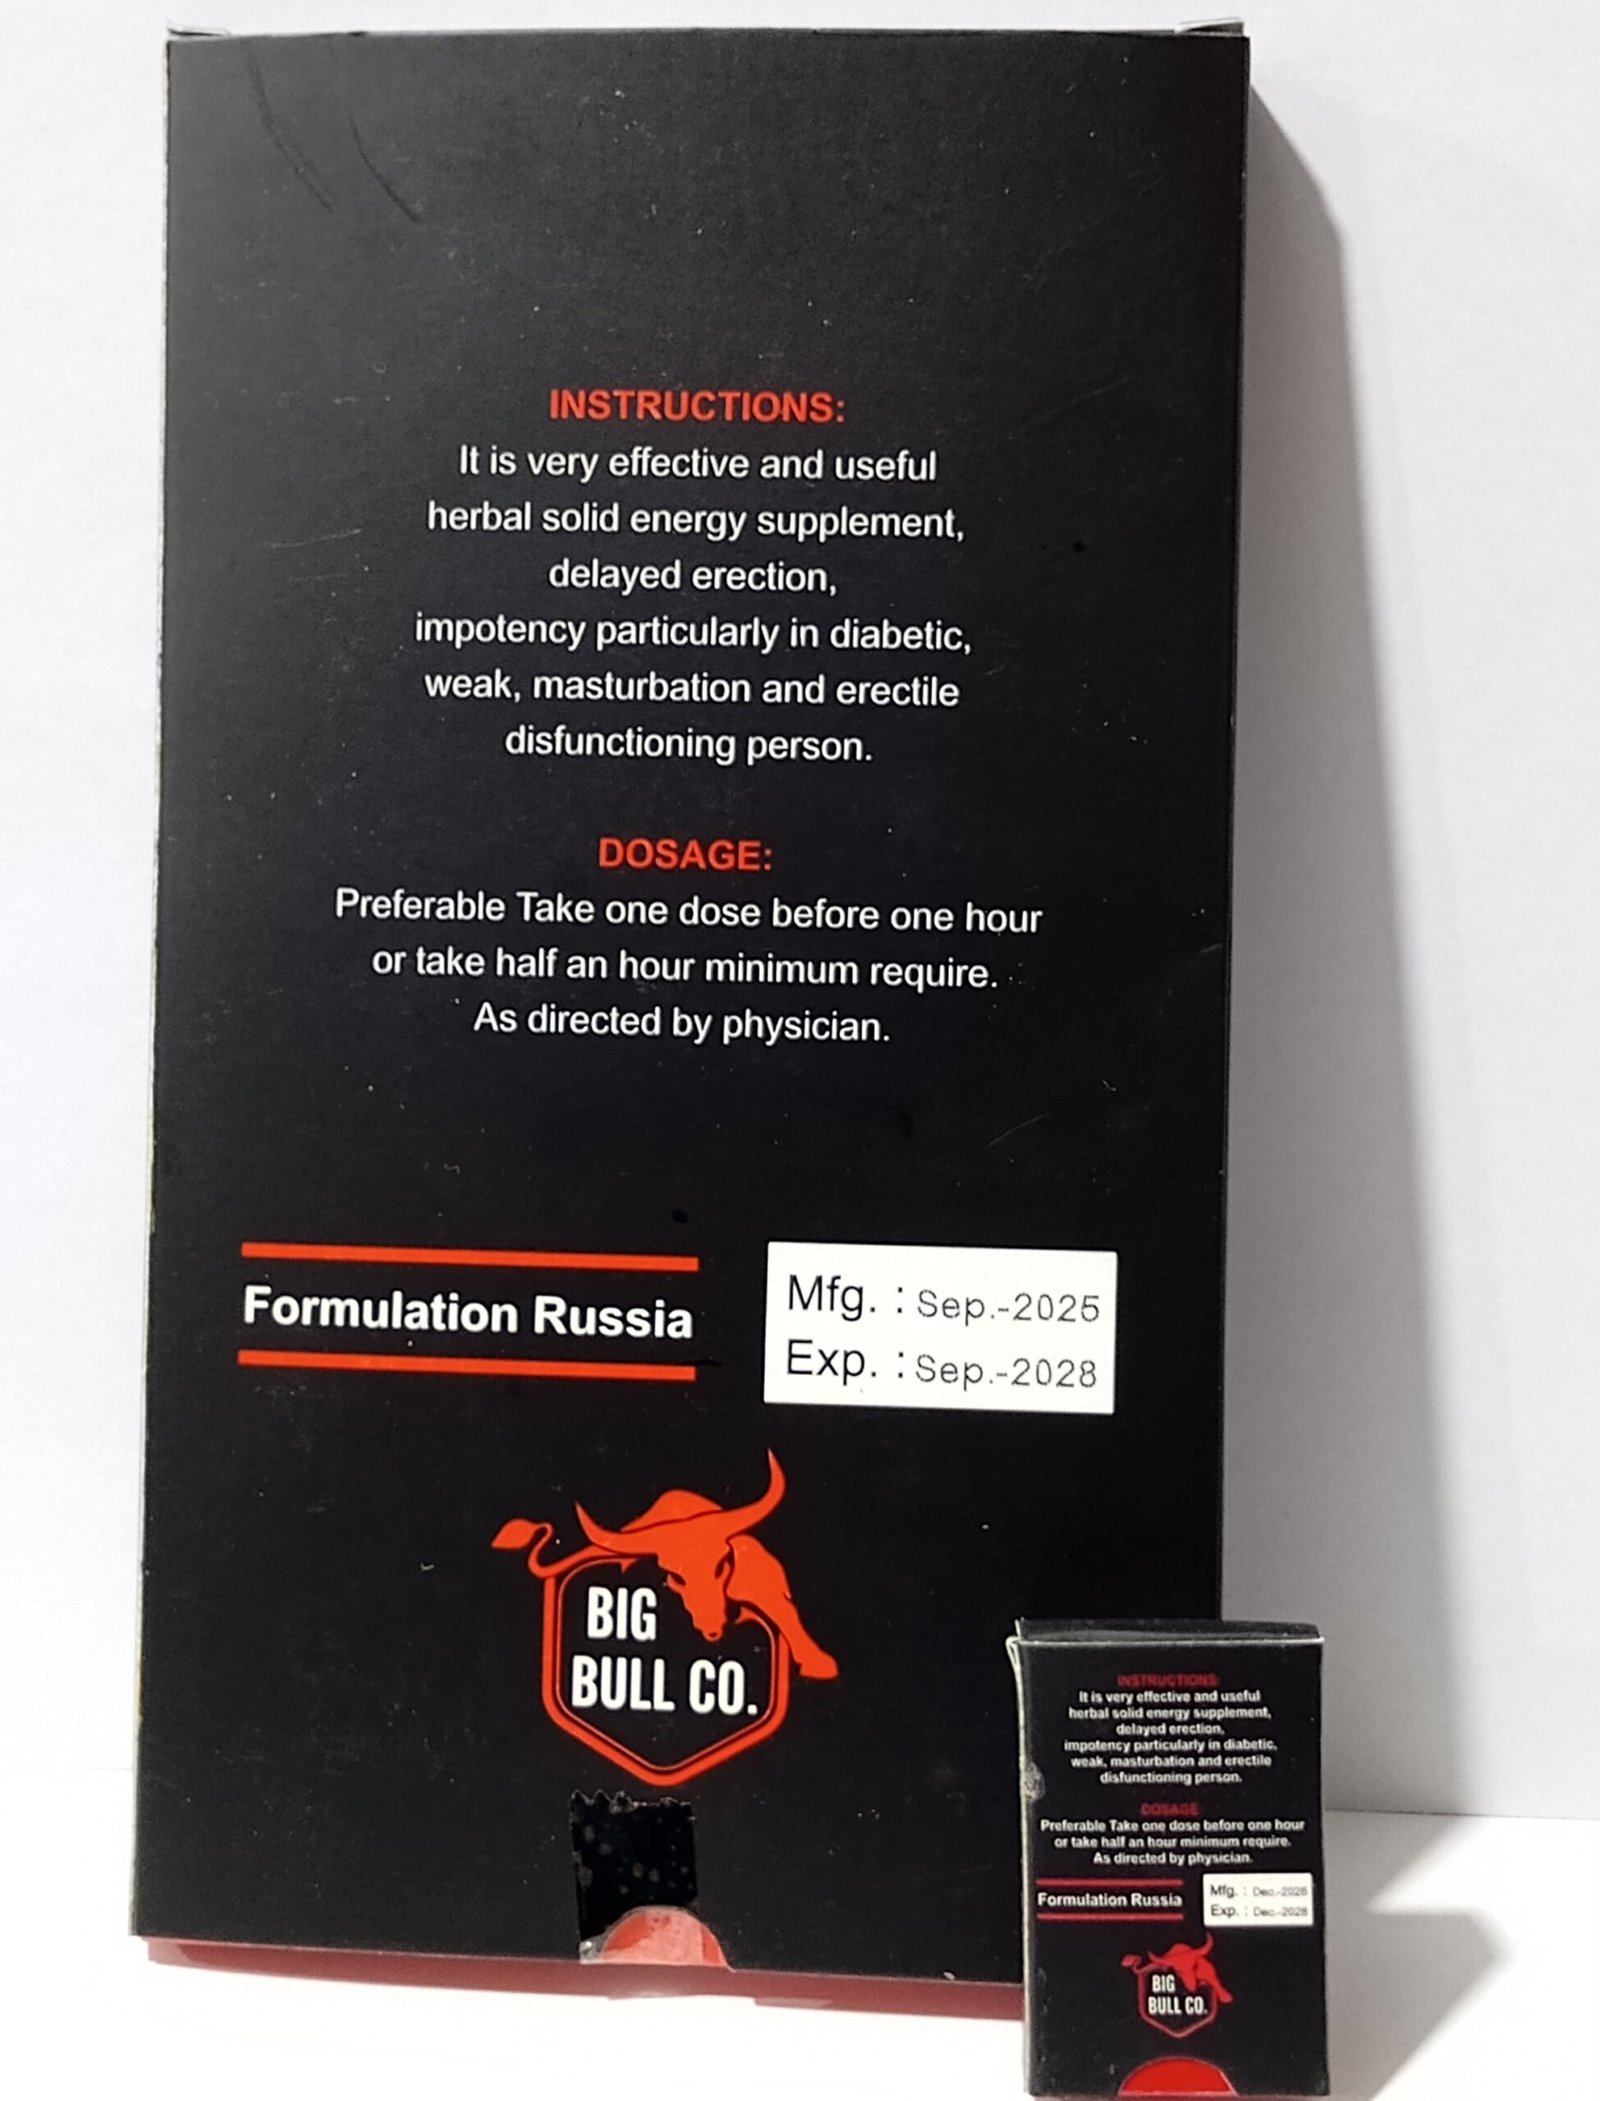 INSTRUCTIONS:
It is very effective and useful
herbal solid energy supplement,
delayed erection,
impotency particularly in diabetic,
weak, masturbation and erectile
disfunctioning person.
DOSAGE:
Preferable Take one dose before one hour
or take half an hour minimum require.
As directed by physician.
Formulation Russia
Mfg. : Sep.-2025
Exp. : Sep.-2028
BIG
BULL CO.
INSTRUCTIONS:
It is very effective and useful
herbal solid energy supplement,
delayed erection,
impotency particularly in diabetic,
weak, masturbation and erectile
disfunctioning person.
DOSAGE
Preferable Take one dose before one hour
or take half an hour minimum require.
As directed by physician.
Formulation Russia
Mfg. : Dec.-2025
Exp. : Dec.-2028
BIG
BULL CO.